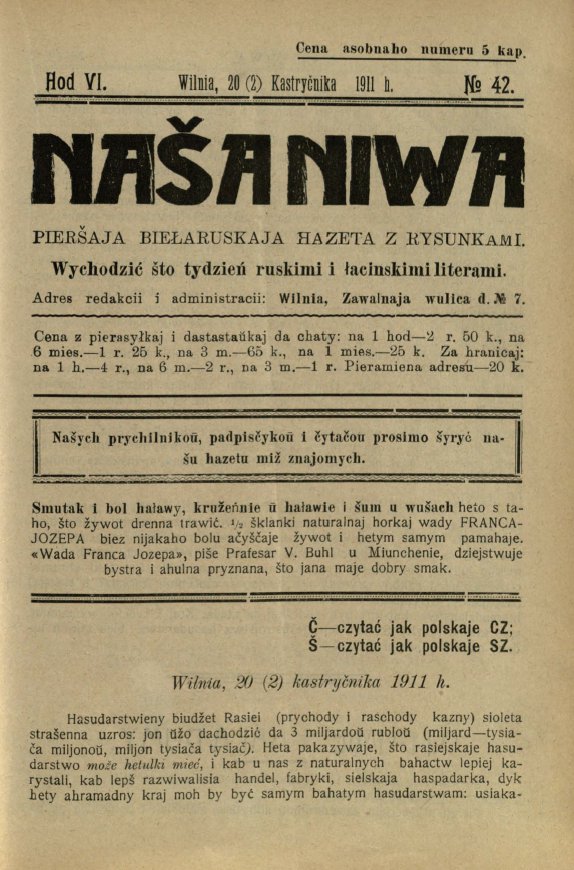 Cena asobnaho numeru 5 kap.
Hod VI. Wilnia, 20 (2) Kastryčnika 1911 h. № 42.
NAŠA NIWA
PIERŠAJA BIEŁARUSKAJA HAZETA Z RYSUNKAMI.
Wychodzić što tydzień ruskimi i łacinskimi literami.
Adres redakcii i administracii: Wilnia, Zawalnaja wulica d. № 7.
Cena z pierasyłkaj i dastastaŭkaj da chaty: na 1 hod—2 r. 50 k., na
6 mies.—1 r. 25 k., na 3 m.—65 k., na 1 mies.—25 k. Za hranicaj:
na 1 h.—4 r., na 6 m.—2 r., na 3 m.—1 r. Pieramiena adresu—20 k.
Našych prychilnikoŭ, padpisčykoŭ i čytačoŭ prosimo šyryć na-
šu hazetu miž znajomych.
Smutak i bol haławy, kružeńnie ŭ haławie i šum u wušach heto s ta-
ho, što žywot drenna trawić. ½ šklanki naturalnaj horkaj wady FRANCA-
JOZEPA biez nijakaho bolu ačyščaje žywot i hetym samym pamahaje.
«Wada Franca Jozepa», piše Prafesar V. Buhl u Miunchenie, dziejstwuje
bystra i ahulna pryznana, što jana maje dobry smak.
Č—czytać jak polskaje CZ;
Š—czytać jak polskaje SZ.
Wilnia, 20 (2) kastryčnika 1911 h.
Hasudarstwieny biudžet Rasiei (prychody i raschody kazny) sioleta
strašenna uzros: jon ŭžo dachodzić da 3 miljardoŭ rubloŭ (miljard—tysia-
ča miljonoŭ, miljon tysiača tysiač). Heta pakazywaje, što rasiejskaje hasu-
darstwo może hetulki mieć, i kab u nas z naturalnych bahactw lepiej ka-
rystali, kab lepš razwiwalisia handel, fabryki, sielskaja haspadarka, dyk
hety ahramadny kraj moh by być samym bahatym hasudarstwam: usiaka-